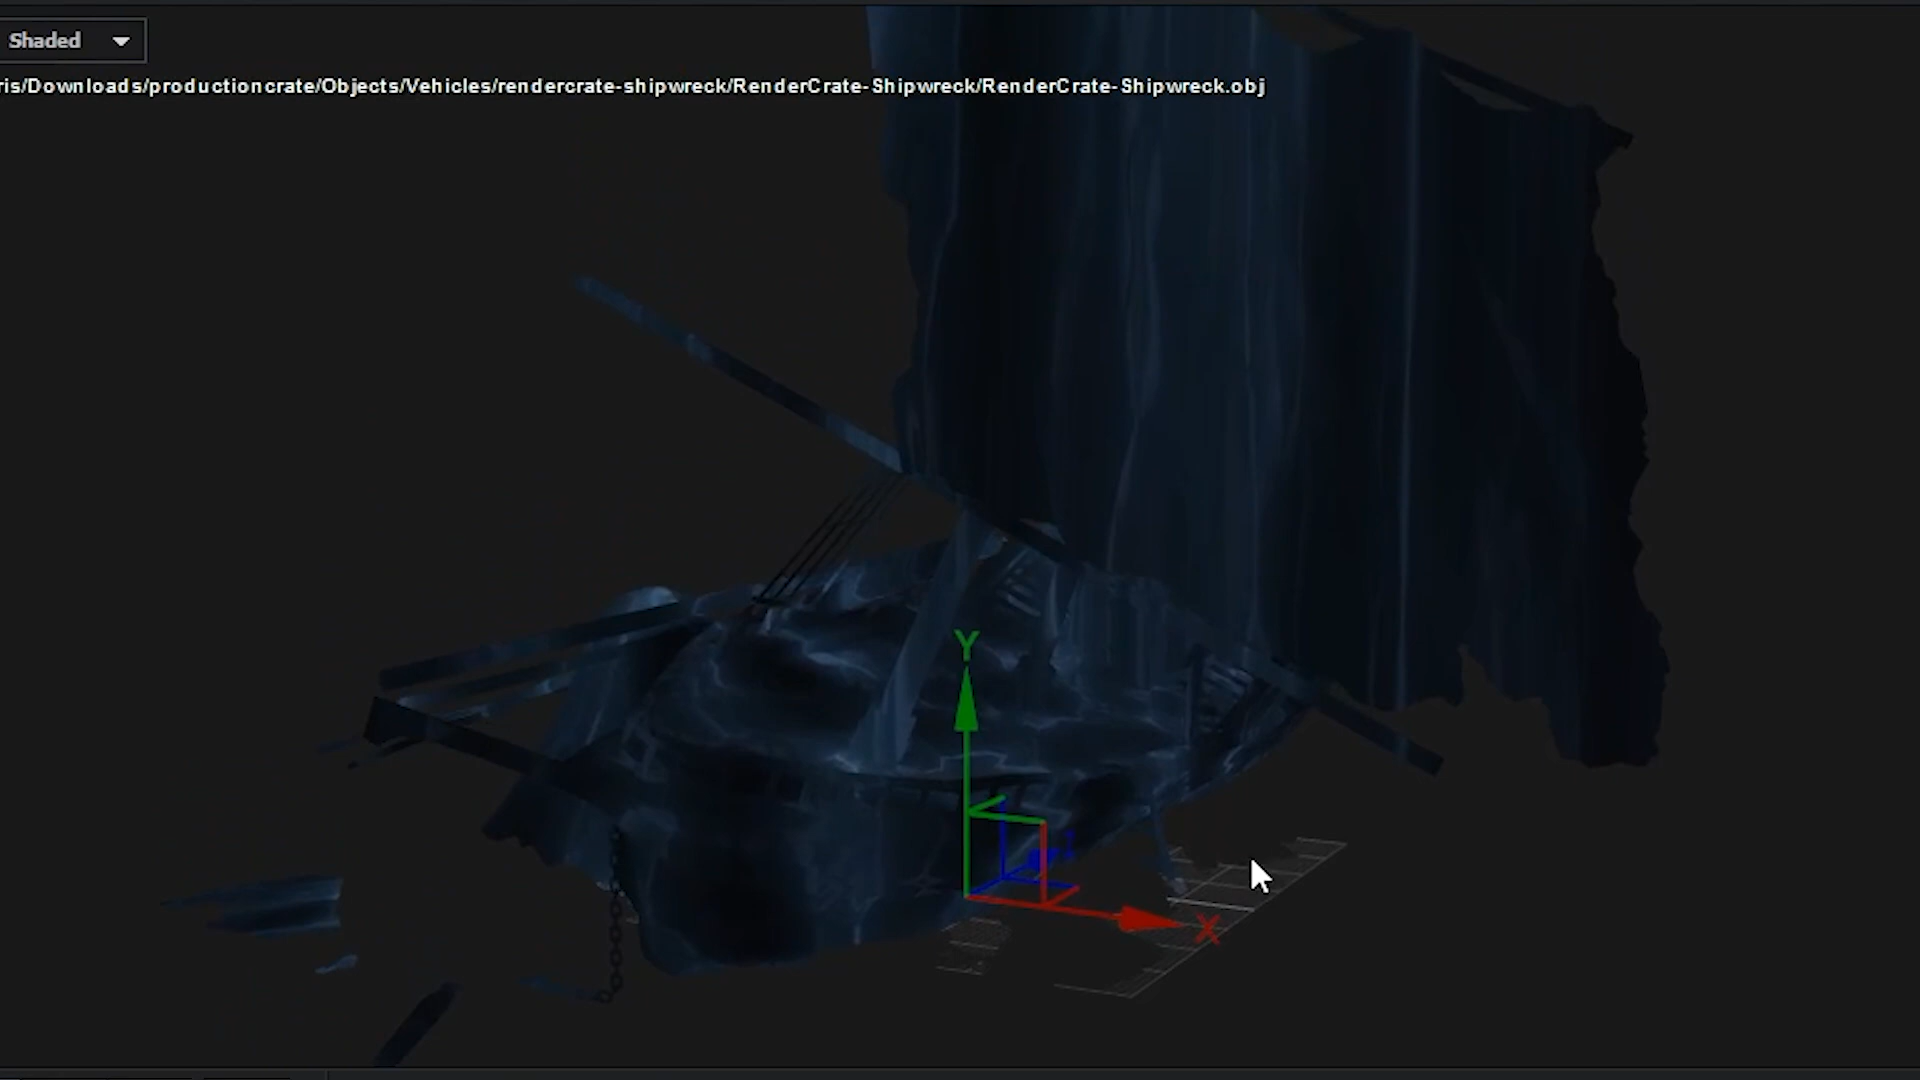 Shaded
ris/Downloads/productioncrate/Objects/Vehicles/rendercrate-shipwreck/RenderCrate-Shipwreck/RenderCrate-Shipwreck.obj
Y
X